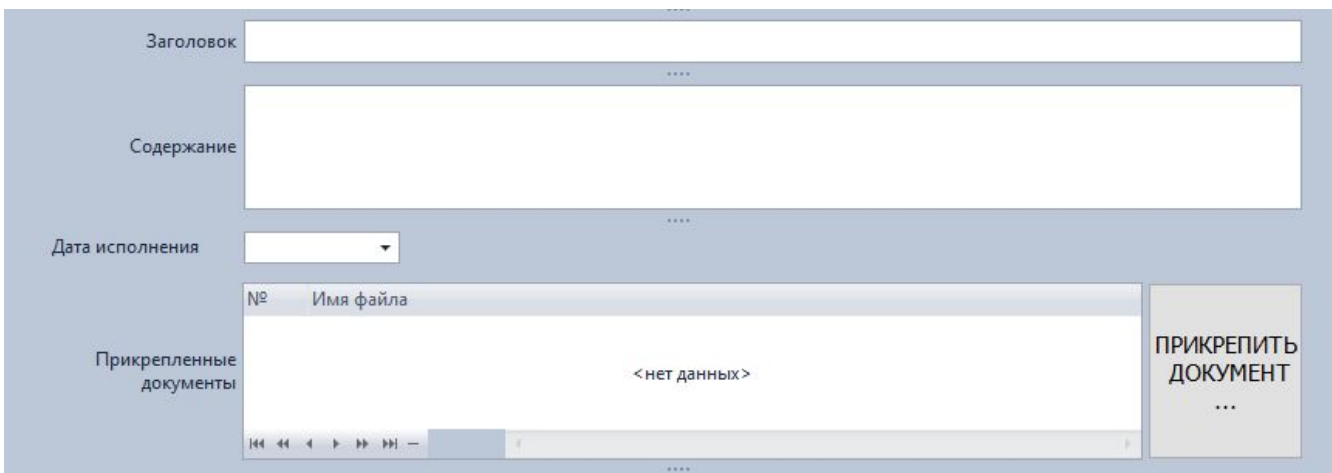 Заголовок
Содержание
Дата исполнения
№ Имя файла
Прикрепленные
документы
<нет данных>
ПРИКРЕПИТЬ
ДОКУМЕНТ
...